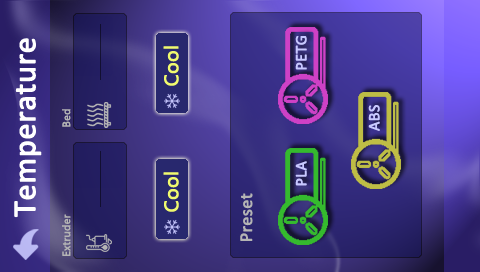 Temperature
Extruder
Bed
Cool
Cool
Preset
PLA
PETG
ABS